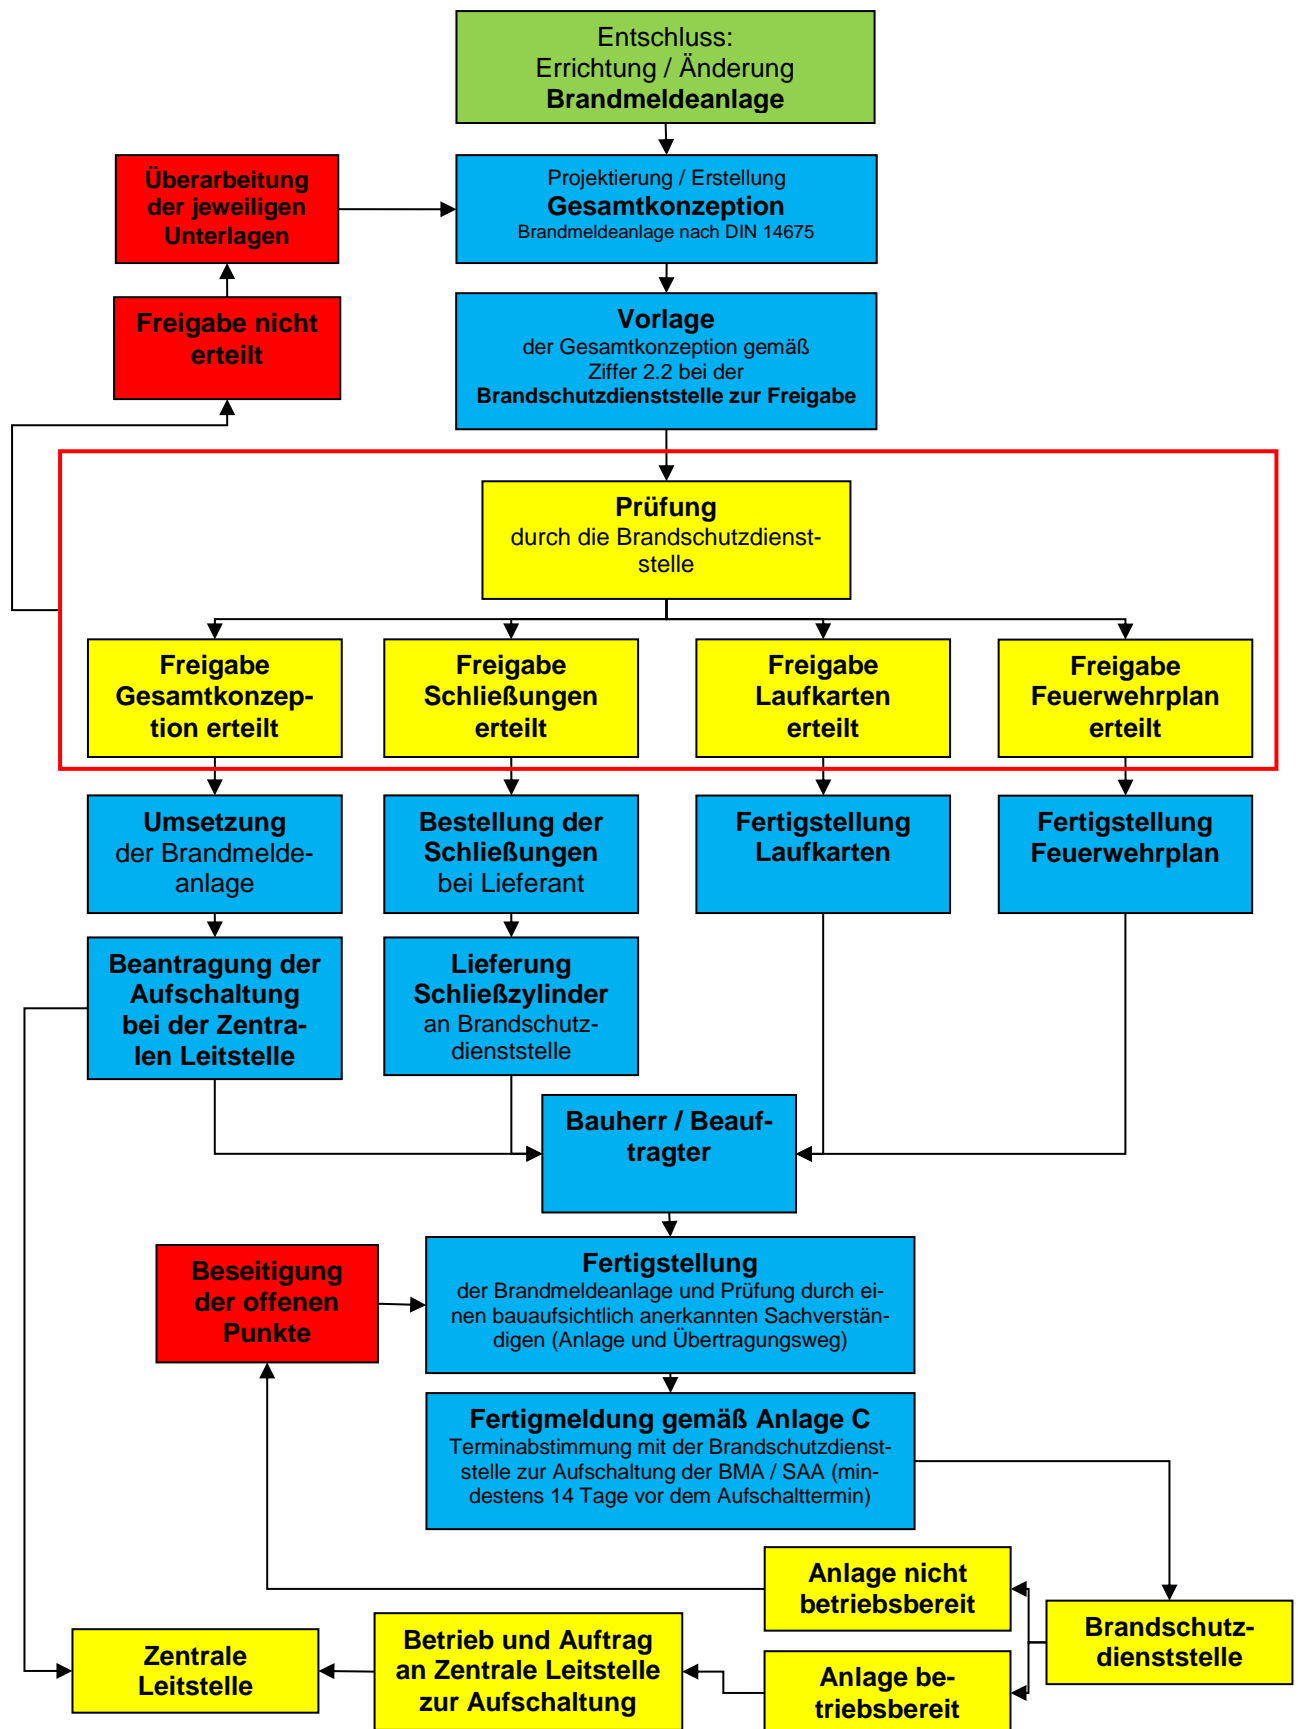 Entschluss:
Errichtung / Änderung
Brandmeldeanlage
Überarbeitung
der jeweiligen
Unterlagen
Projektierung / Erstellung
Gesamtkonzeption
Brandmeldeanlage nach DIN 14675
Freigabe nicht
erteilt
Vorlage
der Gesamtkonzeption gemäß
Ziffer 2.2 bei der
Brandschutzdienststelle zur Freigabe
Prüfung
durch die Brandschutzdienst-
stelle
Freigabe
Gesamtkonzep-
tion erteilt
Freigabe
Schließungen
erteilt
Freigabe
Laufkarten
erteilt
Freigabe
Feuerwehrplan
erteilt
Umsetzung
der Brandmelde-
anlage
Bestellung der
Schließungen
bei Lieferant
Fertigstellung
Laufkarten
Fertigstellung
Feuerwehrplan
Beantragung der
Aufschaltung
bei der Zentra-
len Leitstelle
Lieferung
Schließzylinder
an Brandschutz-
dienststelle
Bauherr / Beauf-
tragter
Beseitigung
der offenen
Punkte
Fertigstellung
der Brandmeldeanlage und Prüfung durch ei-
nen bauaufsichtlich anerkannten Sachverstän-
digen (Anlage und Übertragungsweg)
Fertigmeldung gemäß Anlage C
Terminabstimmung mit der Brandschutzdienst-
stelle zur Aufschaltung der BMA / SAA (min-
destens 14 Tage vor dem Aufschalttermin)
Anlage nicht
betriebsbereit
Brandschutz-
dienststelle
Zentrale
Leitstelle
Betrieb und Auftrag
an Zentrale Leitstelle
zur Aufschaltung
Anlage be-
triebsbereit